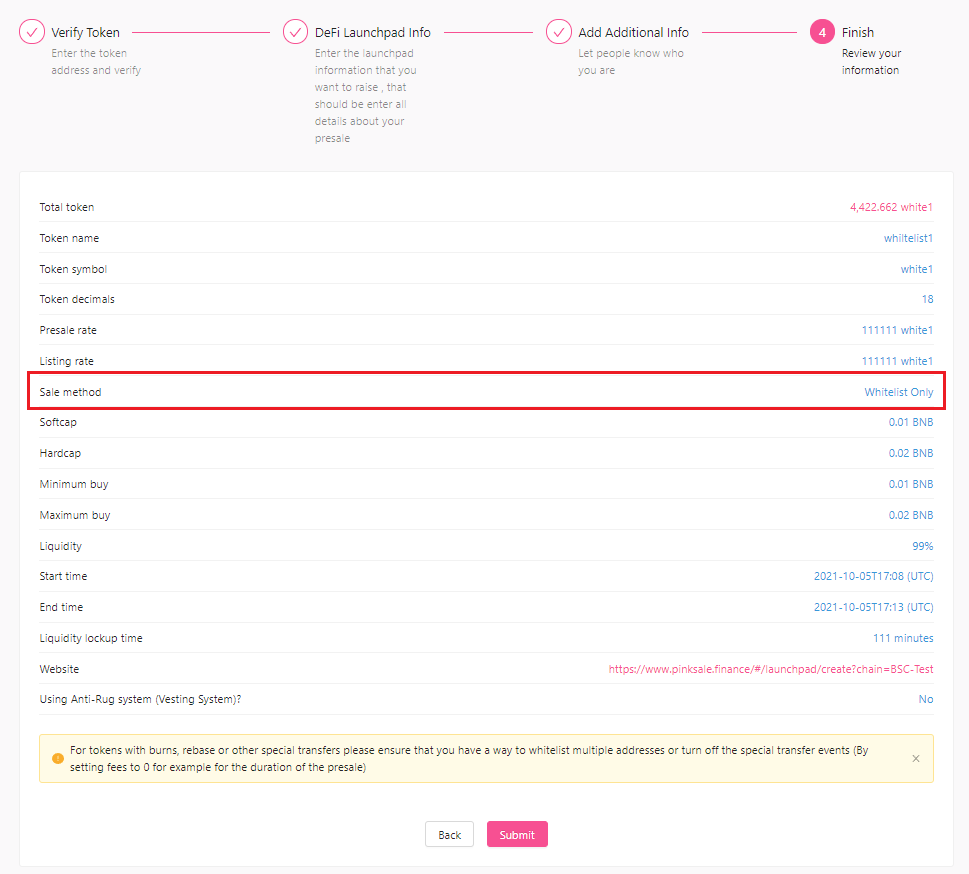 Verify Token
Enter the token
address and verify
DeFi Launchpad Info
Enter the launchpad
information that you
want to raise , that
should be enter all
details about your
presale
Add Additional Info
Let people know who
you are
4 Finish
Review your
information
Total token 4,422.662 white1
Token name whiltelist1
Token symbol white1
Token decimals 18
Presale rate 111111 white1
Listing rate 111111 white1
Sale method Whitelist Only
Softcap 0.01 BNB
Hardcap 0.02 BNB
Minimum buy 0.01 BNB
Maximum buy 0.02 BNB
Liquidity 99%
Start time 2021-10-05T17:08 (UTC)
End time 2021-10-05T17:13 (UTC)
Liquidity lockup time 111 minutes
Website https://www.pinksale.finance/#/launchpad/create?chain=BSC-Test
Using Anti-Rug system (Vesting System)? No
For tokens with burns, rebase or other special transfers please ensure that you have a way to whitelist multiple addresses or turn off the special transfer events (By
setting fees to 0 for example for the duration of the presale)
Back Submit